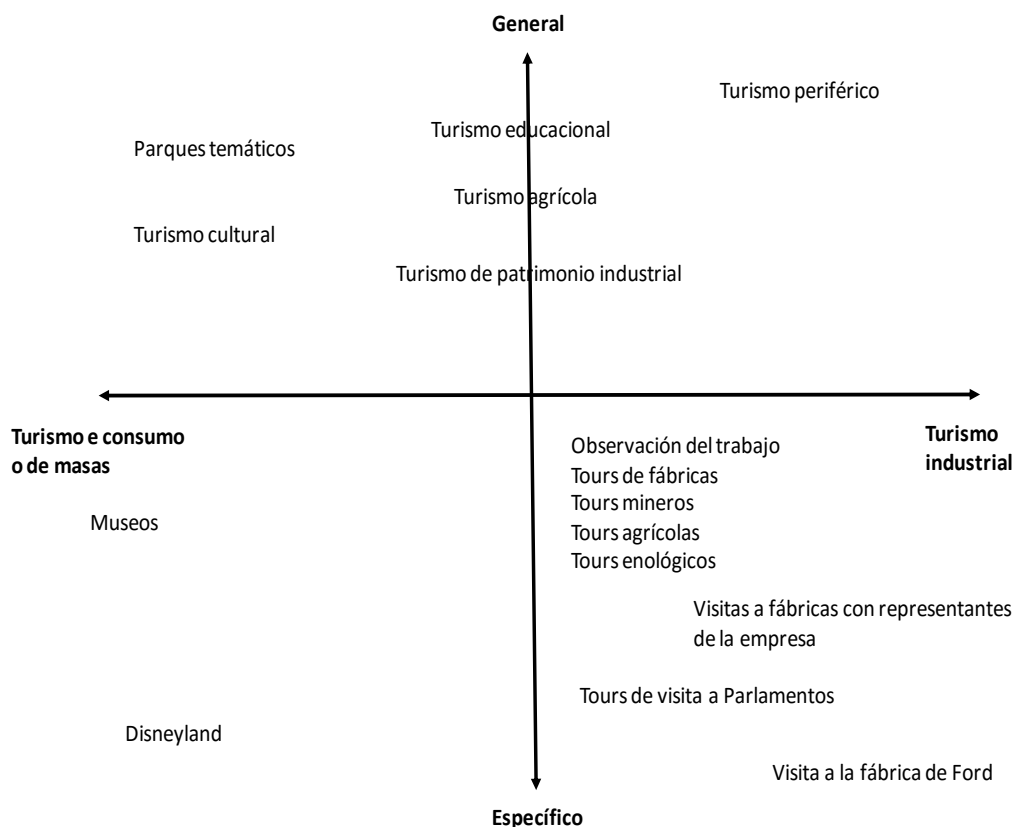 General
Turismo periférico
Turismo educacional
Parques temáticos
Turismo agrícola
Turismo cultural
Turismo de patrimonio industrial
Turismo e consumo
o de masas
Turismo
industrial
Observación del trabajo
Tours de fábricas
Tours mineros
Tours agrícolas
Tours enológicos
Museos
Visitas a fábricas con representantes
de la empresa
Tours de visita a Parlamentos
Disneyland
Visita a la fábrica de Ford
Específico